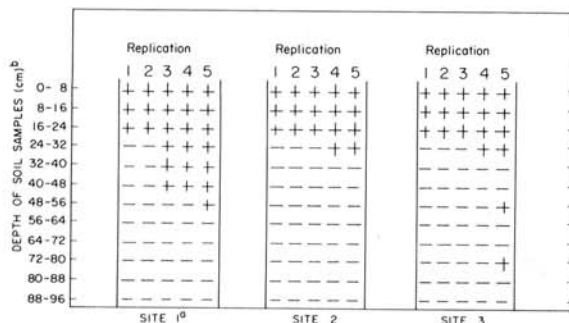 Replication Replication Replication
1 2 3 4 5 1 2 3 4 5 1 2 3 4 5
DEPTH OF SOIL SAMPLES (cm)b
0- 8 + + + + + + + + + + + + + + +
8-16 + + + + + + + + + + + + + + +
16-24 + + + + + + + + + + + + + + +
24-32 — — + + + — — — + + — — — + +
32-40 — — + + + — — — — — — — — — —
40-48 — — + + + — — — — — — — — — —
48-56 — — — — + — — — — — — — — — +
56-64 — — — — — — — — — — — — — — —
64-72 — — — — — — — — — — — — — — —
72-80 — — — — — — — — — — — — — — +
80-88 — — — — — — — — — — — — — — —
88-96 — — — — — — — — — — — — — — —
SITE 1a SITE 2 SITE 3